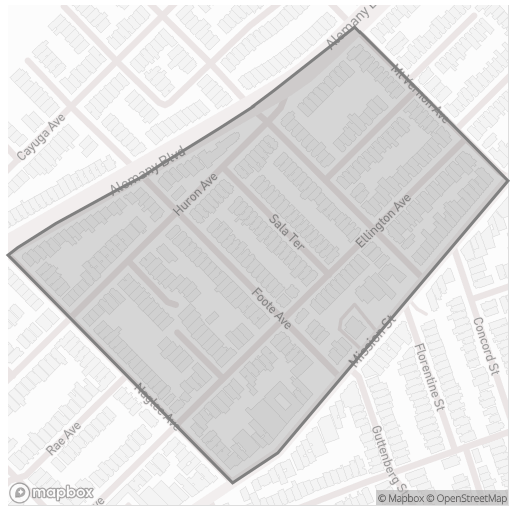 Alemany B
Mt Vernon Ave
Cayuga Ave
Alemany Blvd
Huron Ave
Ellington Ave
Sala Ter
Foote Ave
Mission St
Concord St
Florentine St
Naglee Ave
Rae Ave
Guttenberg S
mapbox
© Mapbox © OpenStreetMap